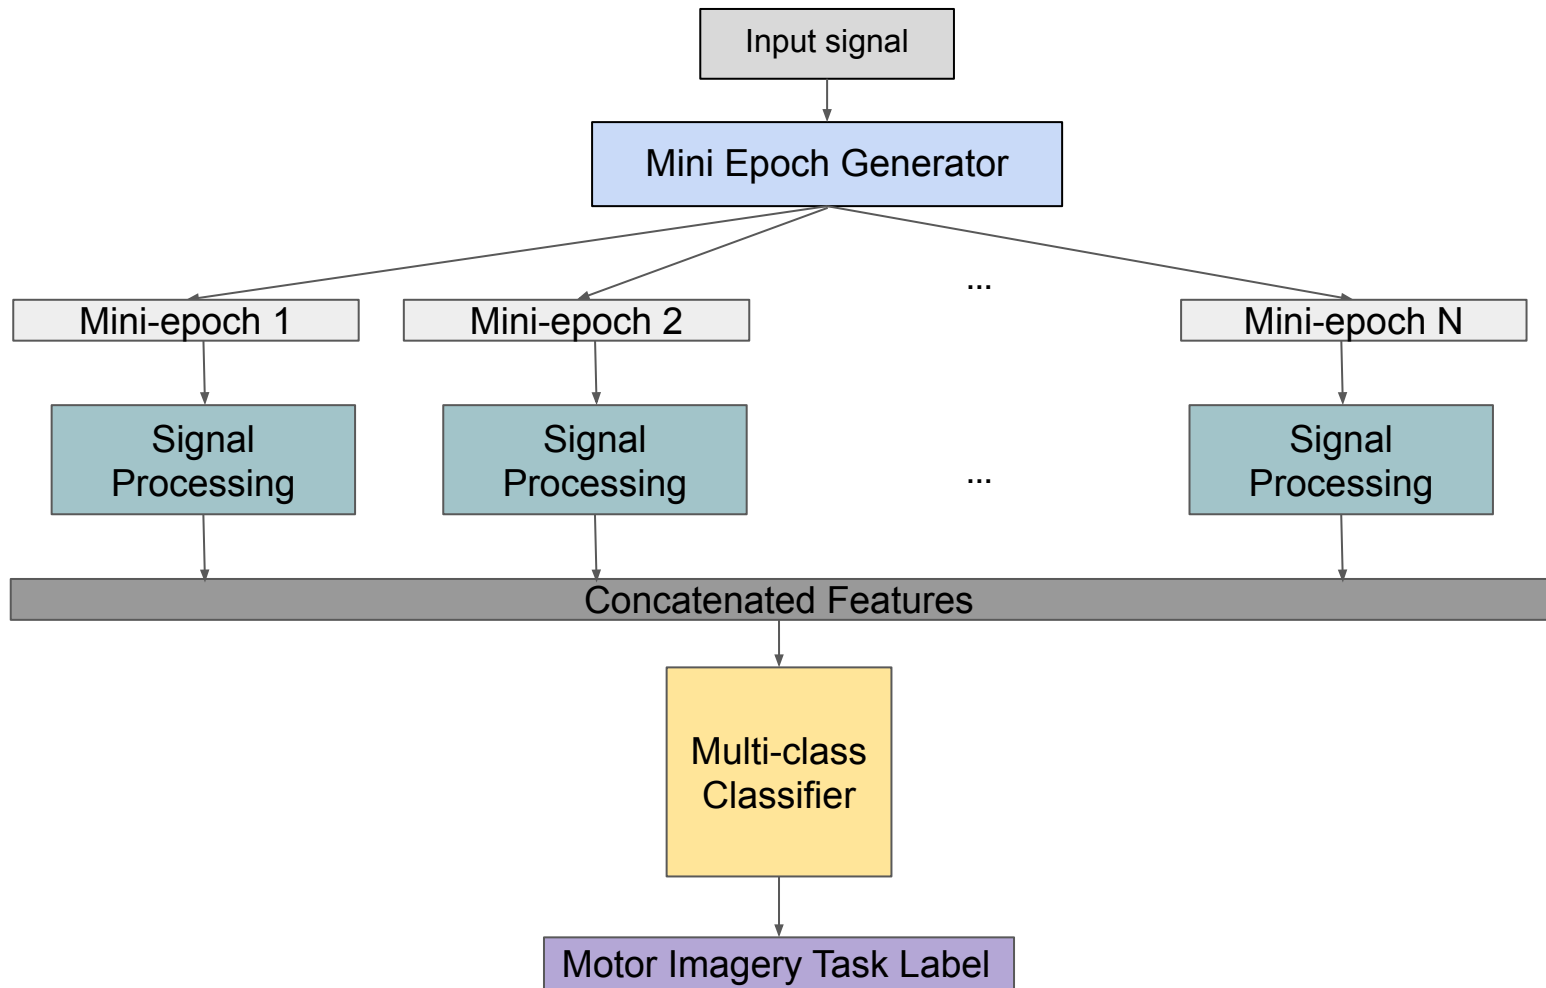 Input signal
Mini Epoch Generator
...
Mini-epoch 1
Mini-epoch 2
Mini-epoch N
Signal
Processing
Signal
Processing
...
Signal
Processing
Concatenated Features
Multi-class
Classifier
Motor Imagery Task Label